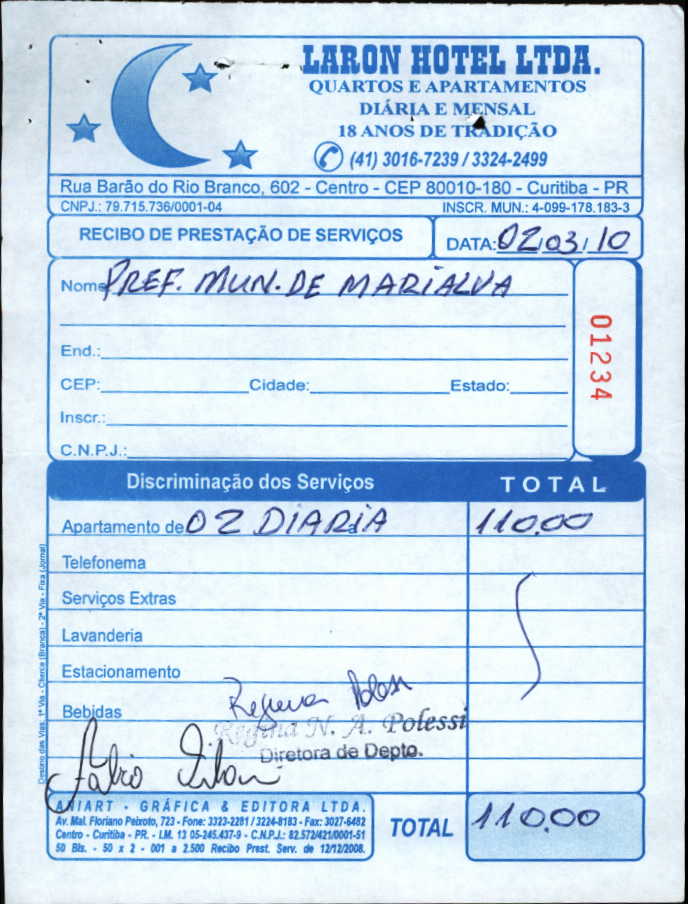 LARON HOTEL LTDA.
QUARTOS E APARTAMENTOS
DIÁRIA E MENSAL
18 ANOS DE TRADIÇÃO
(41) 3016-7239 / 3324-2499
Rua Barão do Rio Branco, 602 - Centro - CEP 80010-180 - Curitiba - PR
CNPJ.: 79.715.736/0001-04 INSCR. MUN.: 4-099-178.183-3
RECIBO DE PRESTAÇÃO DE SERVIÇOS DATA: 02/03/10
Nome PREF. MUN. DE MARIALVA
01234
End.:
CEP: Cidade: Estado:
Inscr.:
C.N.P.J.:
Discriminação dos Serviços TOTAL
Apartamento de 02 DIARIA 110,00
Telefonema
Serviços Extras
Lavanderia
Estacionamento
Bebidas
Regina N. A. Polessi
Diretora de Depto.
Fabio
GRÁFICA & EDITORA LTDA.
Av. Mal. Floriano Peixoto, 723 - Fone: 3323-2281 / 3224-8183 - Fax: 3027-6482
Centro - Curitiba - PR. - I.M. 13 05-245.437-9 - C.N.P.J.: 82.572/421/0001-51
50 Bls. - 50 x 2 - 001 a 2.500 Recibo Prest. Serv. de 12/12/2008.
TOTAL 110,00